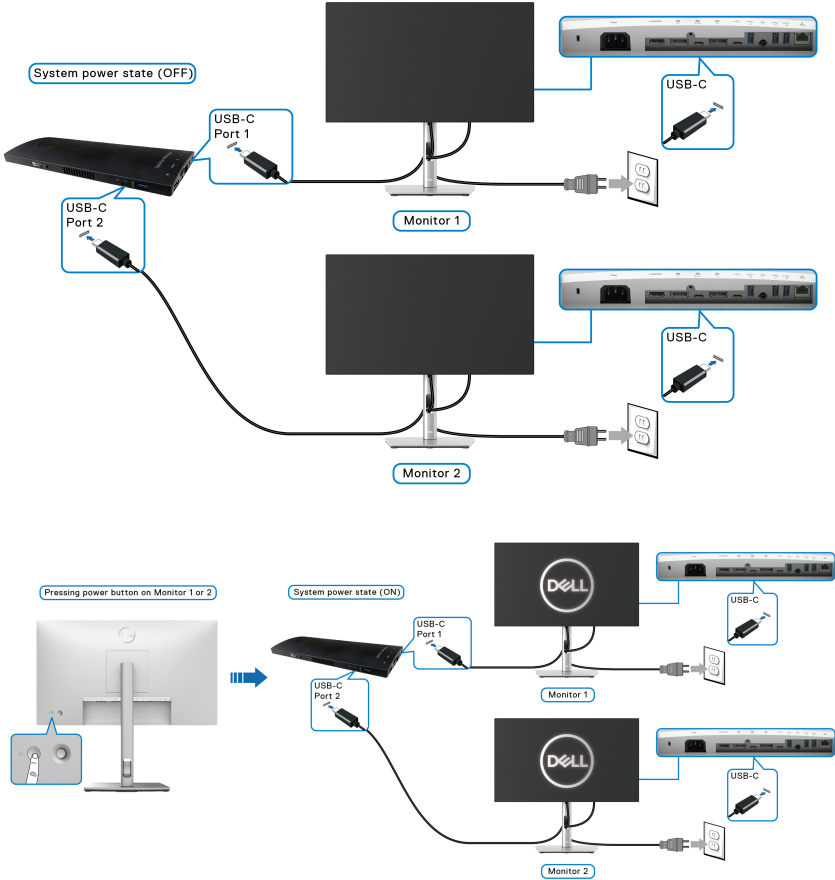 System power state (OFF)
USB-C
Port 1
USB-C
USB-C
Port 2
Monitor 1
USB-C
Monitor 2
Pressing power button on Monitor 1 or 2
System power state (ON)
DELL
USB-C
Port 1
USB-C
USB-C
Port 2
Monitor 1
DELL
USB-C
Monitor 2